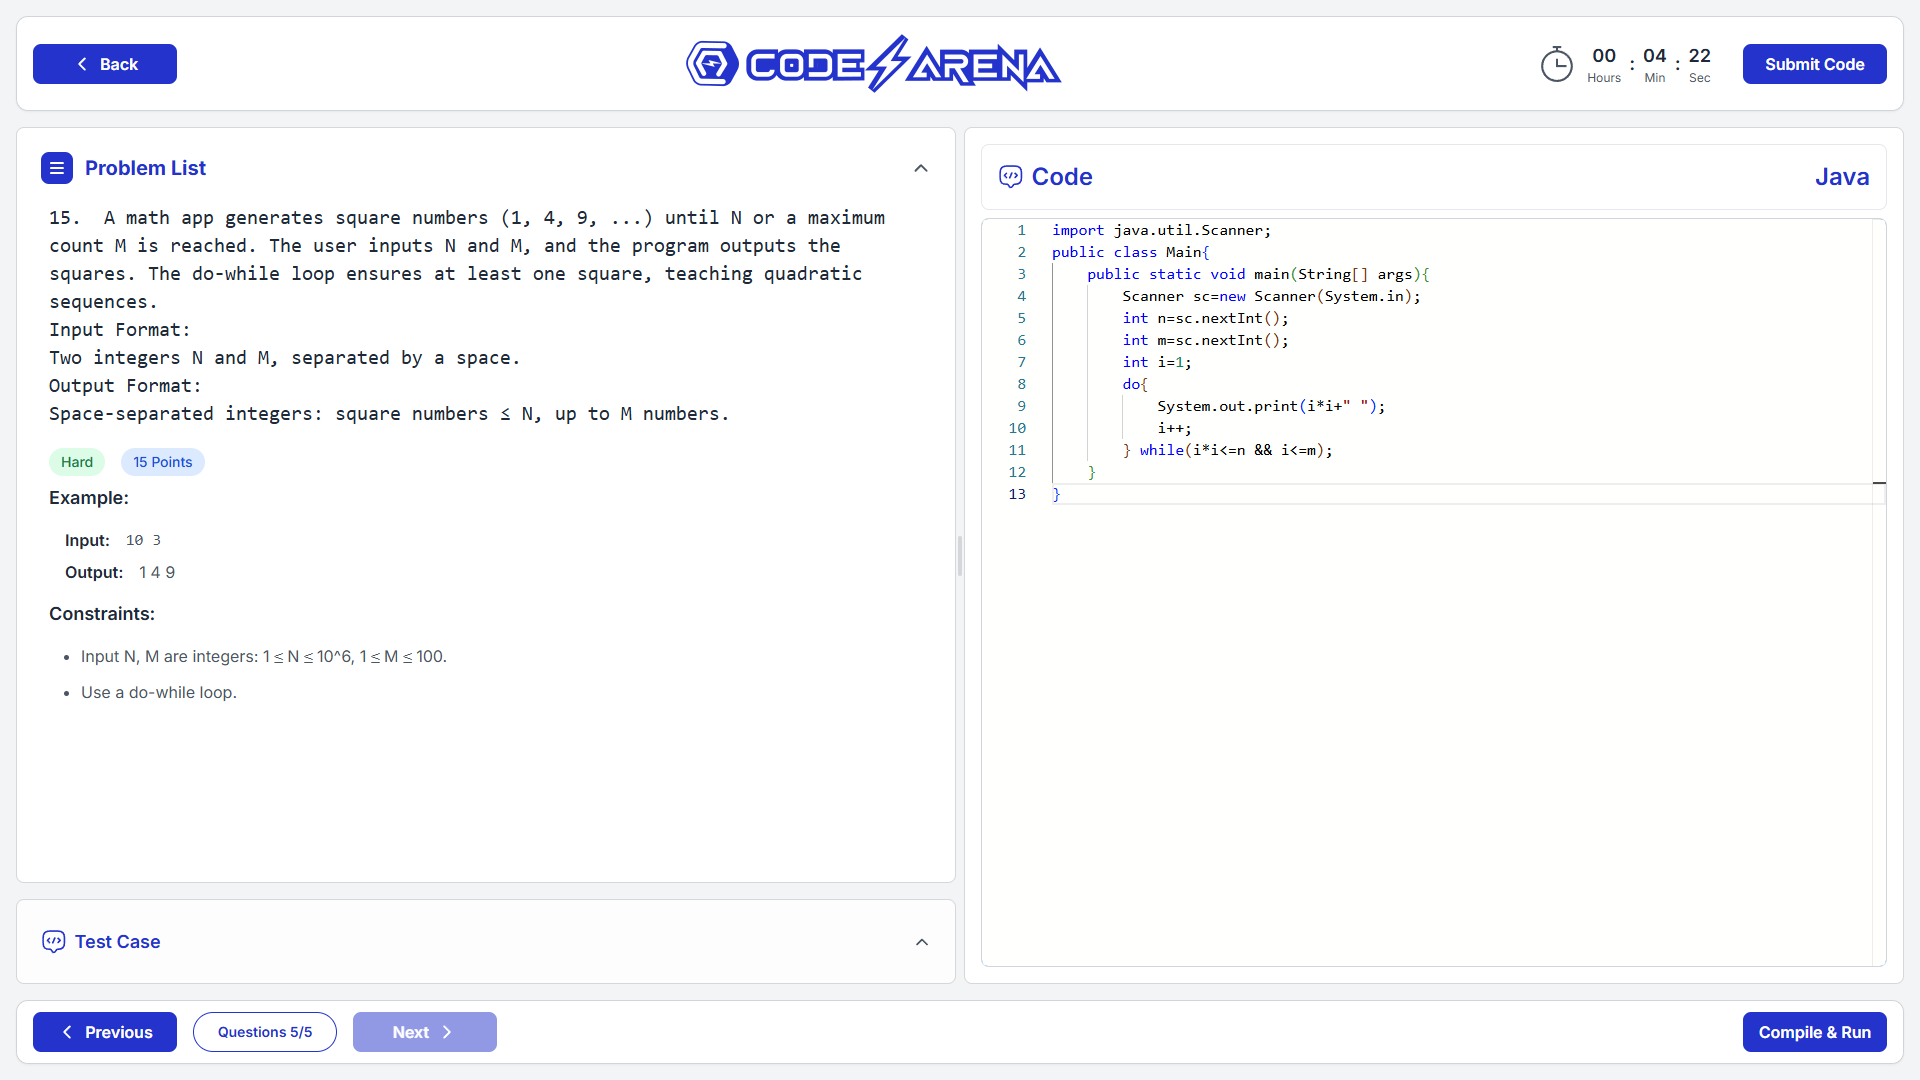 Back
CODE ARENA
00 : 04 : 22
Hours Min Sec
Submit Code
Problem List
15.  A math app generates square numbers (1, 4, 9, ...) until N or a maximum
count M is reached. The user inputs N and M, and the program outputs the
squares. The do-while loop ensures at least one square, teaching quadratic
sequences.
Input Format:
Two integers N and M, separated by a space.
Output Format:
Space-separated integers: square numbers ≤ N, up to M numbers.
Hard 15 Points
Example:
Input: 10 3
Output: 1 4 9
Constraints:
• Input N, M are integers: 1 ≤ N ≤ 10^6, 1 ≤ M ≤ 100.
• Use a do-while loop.
Test Case
Code Java
1 import java.util.Scanner;
2 public class Main{
3     public static void main(String[] args){
4         Scanner sc=new Scanner(System.in);
5         int n=sc.nextInt();
6         int m=sc.nextInt();
7         int i=1;
8         do{
9             System.out.print(i*i+" ");
10             i++;
11         } while(i*i<=n && i<=m);
12     }
13 }
Previous
Questions 5/5
Next
Compile & Run